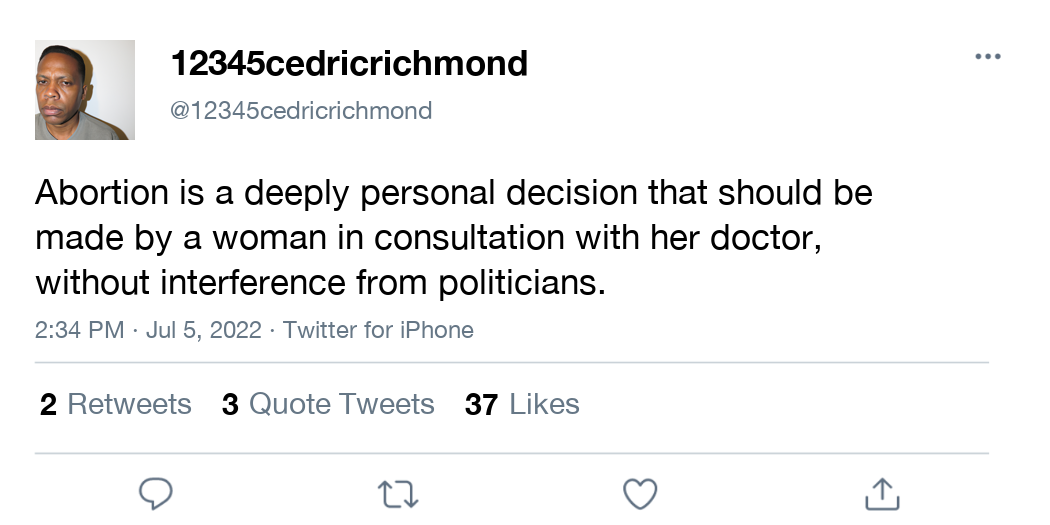 12345cedricrichmond
@12345cedricrichmond
Abortion is a deeply personal decision that should be
made by a woman in consultation with her doctor,
without interference from politicians.
2:34 PM · Jul 5, 2022 · Twitter for iPhone
2 Retweets 3 Quote Tweets 37 Likes